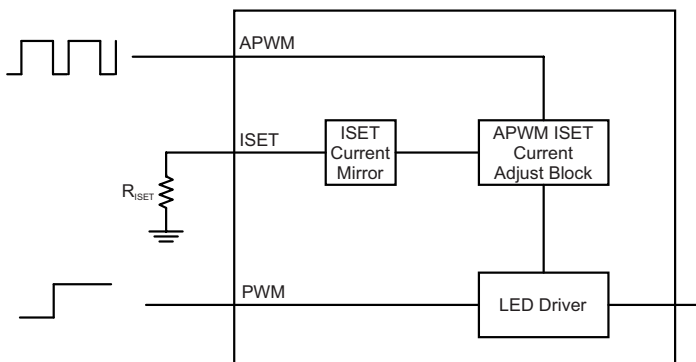 APWM
ISET
ISET
Current
Mirror
APWM ISET
Current
Adjust Block
RISET
PWM
LED Driver